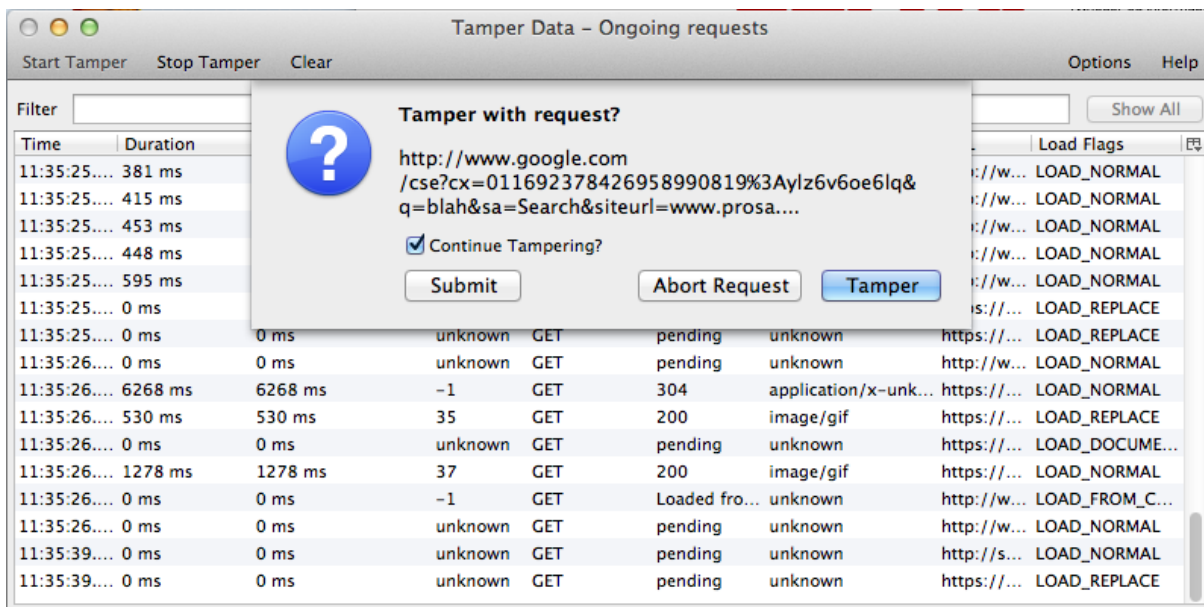 Tamper Data – Ongoing requests
Start Tamper Stop Tamper Clear Options Help
Filter Show All
Tamper with request?
http://www.google.com
/cse?cx=011692378426958990819%3Aylz6v6oe6lq&
q=blah&sa=Search&siteurl=www.prosa....
Continue Tampering?
Submit Abort Request Tamper
Time Duration Load Flags
11:35:25.... 381 ms ://w... LOAD_NORMAL
11:35:25.... 415 ms ://w... LOAD_NORMAL
11:35:25.... 453 ms ://w... LOAD_NORMAL
11:35:25.... 448 ms ://w... LOAD_NORMAL
11:35:25.... 595 ms ://w... LOAD_NORMAL
11:35:25.... 0 ms s://... LOAD_REPLACE
11:35:25.... 0 ms 0 ms unknown GET pending unknown https://... LOAD_REPLACE
11:35:26.... 0 ms 0 ms unknown GET pending unknown http://w... LOAD_NORMAL
11:35:26.... 6268 ms 6268 ms -1 GET 304 application/x-unk... https://... LOAD_NORMAL
11:35:26.... 530 ms 530 ms 35 GET 200 image/gif https://... LOAD_REPLACE
11:35:26.... 0 ms 0 ms unknown GET pending unknown https://... LOAD_DOCUME...
11:35:26.... 1278 ms 1278 ms 37 GET 200 image/gif https://... LOAD_NORMAL
11:35:26.... 0 ms 0 ms -1 GET Loaded fro... unknown http://w... LOAD_FROM_C...
11:35:26.... 0 ms 0 ms unknown GET pending unknown http://w... LOAD_NORMAL
11:35:39.... 0 ms 0 ms unknown GET pending unknown http://s... LOAD_NORMAL
11:35:39.... 0 ms 0 ms unknown GET pending unknown https://... LOAD_REPLACE